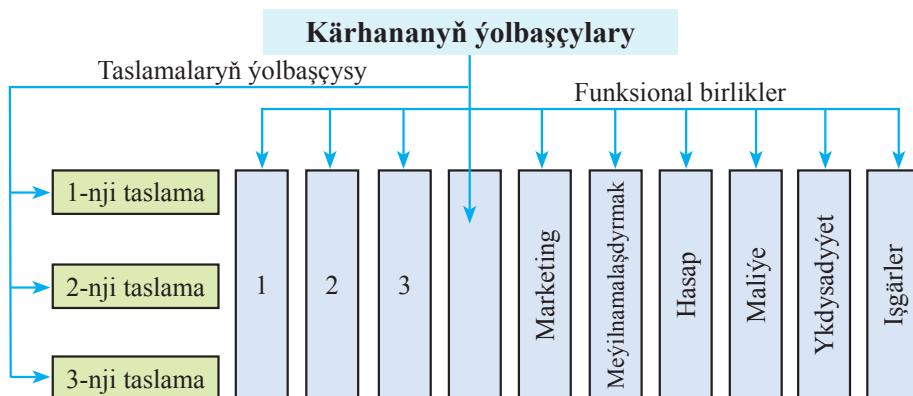 Kärhananyň ýolbaşçylary
Taslamalaryň ýolbaşçysy
Funksional birlikler
1-nji taslama
2-nji taslama
3-nji taslama
1
2
3
Marketing
Meýilnamalaşdyrmak
Hasap
Maliýe
Ykdysadyýet
Işgärler